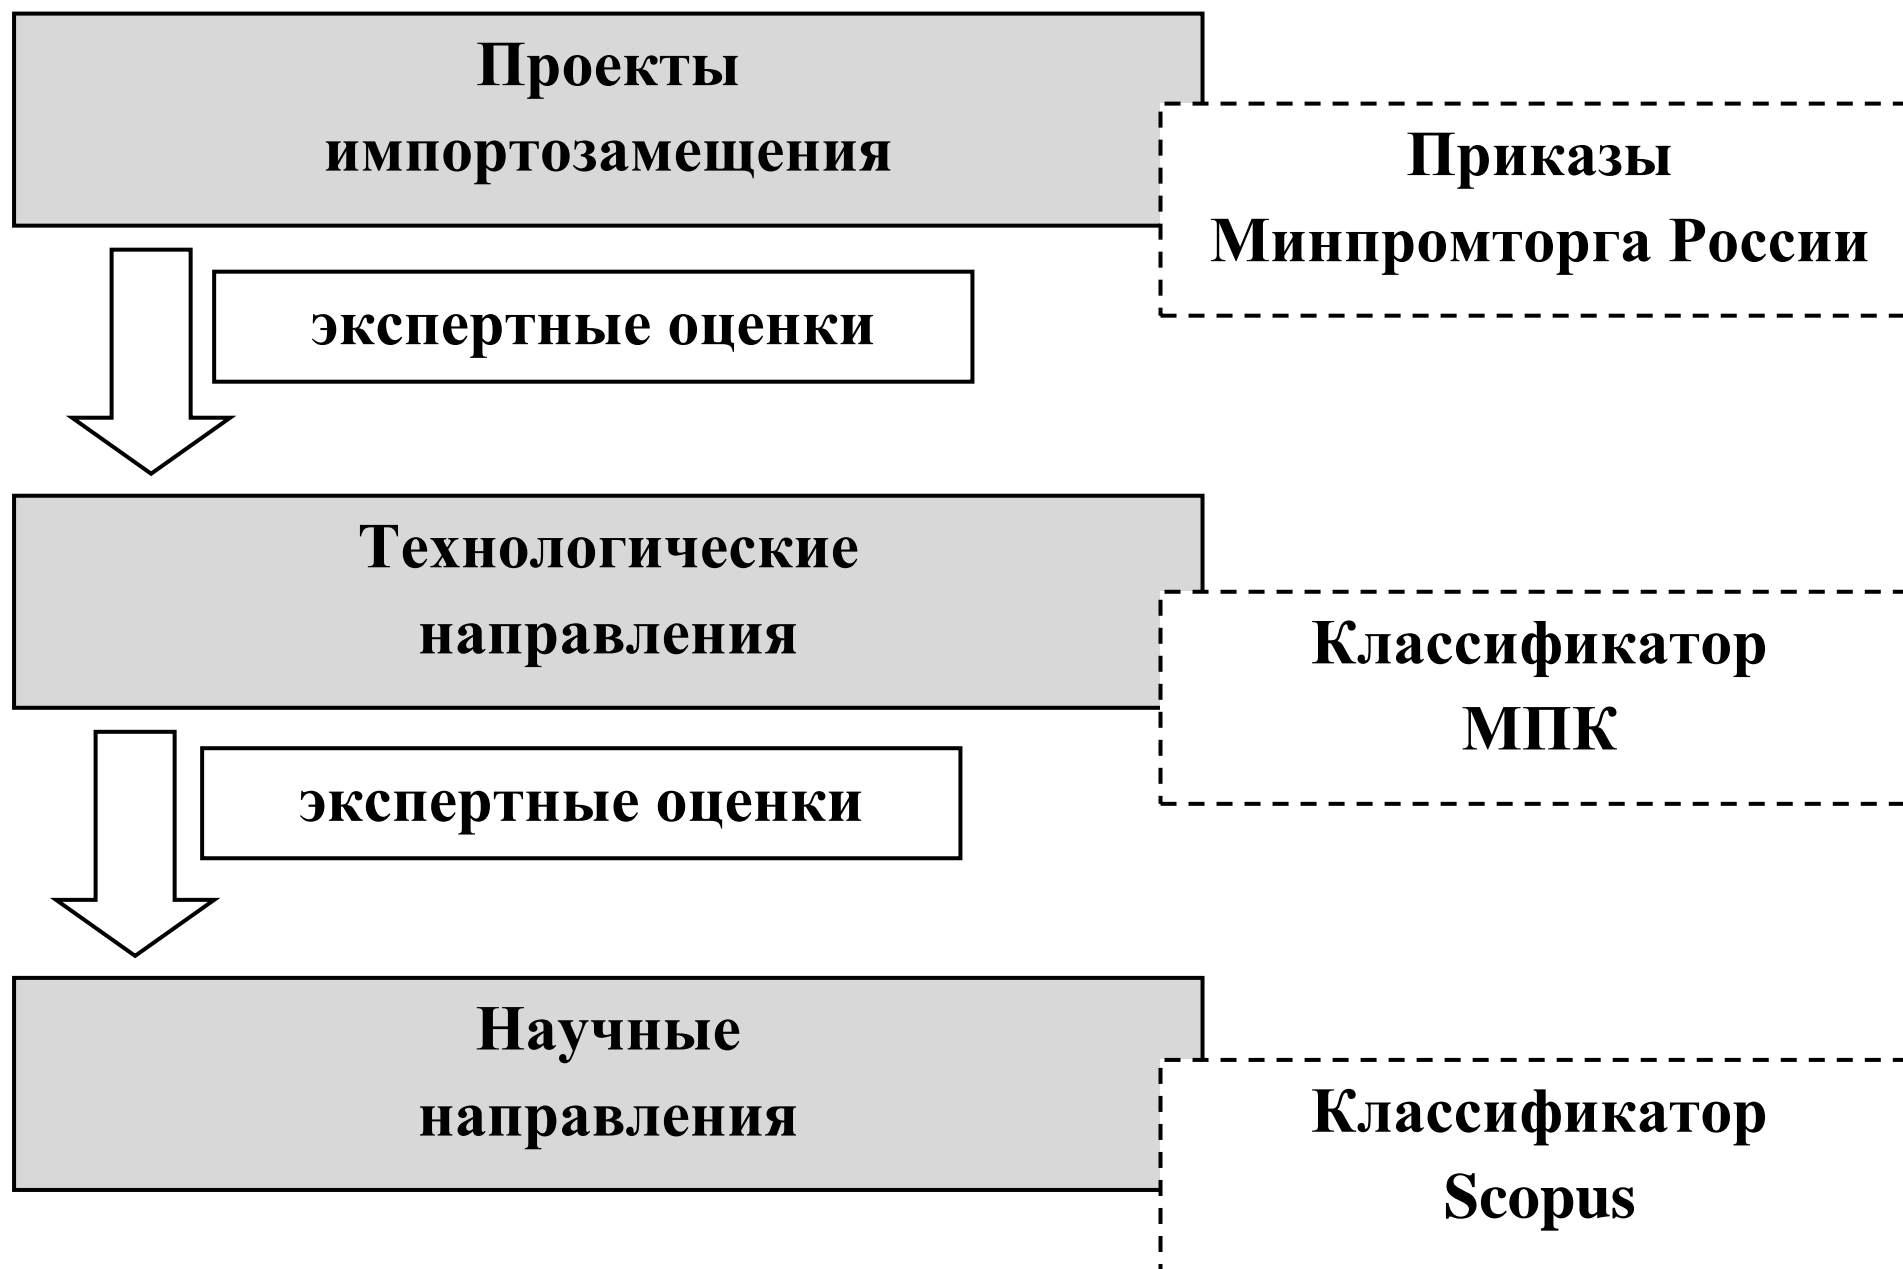 Проекты
импортозамещения
Приказы
Минпромторга России
экспертные оценки
Технологические
направления
Классификатор
МПК
экспертные оценки
Научные
направления
Классификатор
Scopus